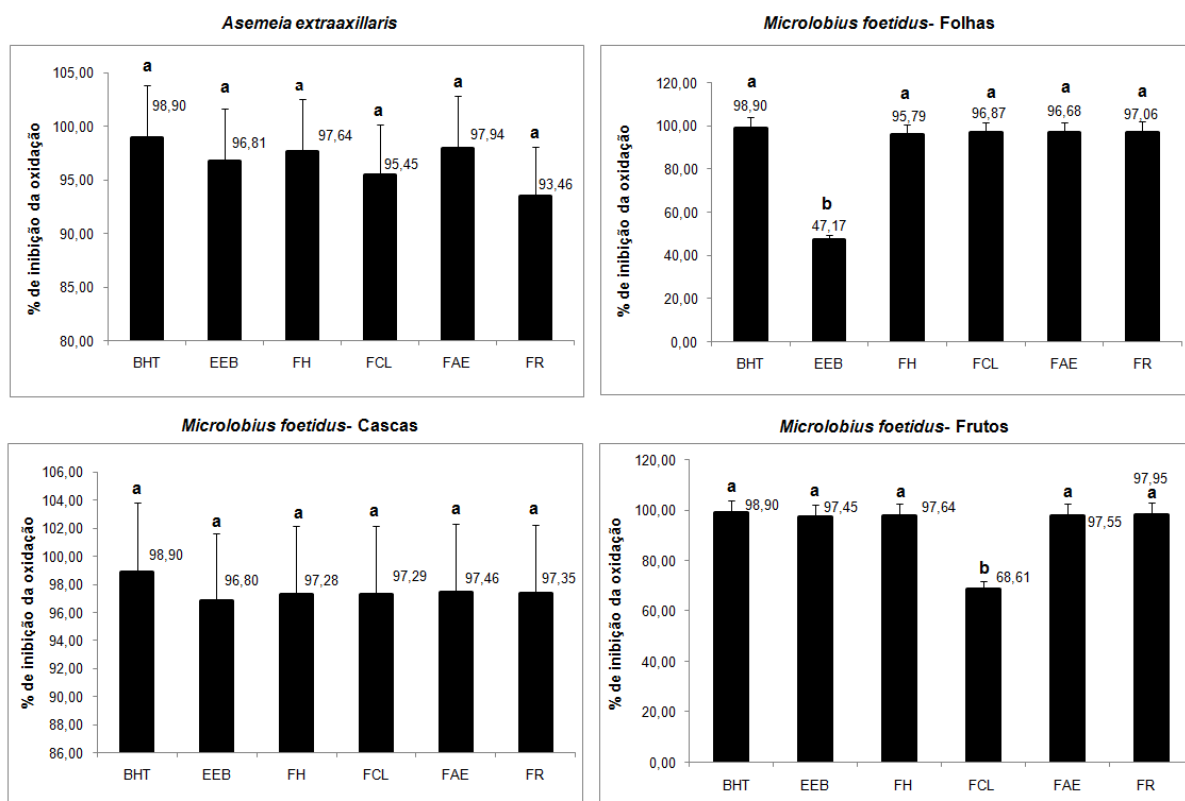 Asemeia extraaxillaris
% de inibição da oxidação
105,00
100,00
95,00
90,00
85,00
80,00
a a a a a a
98,90 96,81 97,64 95,45 97,94 93,46
BHT EEB FH FCL FAE FR
Microlobius foetidus- Folhas
% de inibição da oxidação
120,00
100,00
80,00
60,00
40,00
20,00
0,00
a b a a a a
98,90 47,17 95,79 96,87 96,68 97,06
BHT EEB FH FCL FAE FR
Microlobius foetidus- Cascas
% de inibição da oxidação
106,00
104,00
102,00
100,00
98,00
96,00
94,00
92,00
90,00
88,00
86,00
a a a a a a
98,90 96,80 97,28 97,29 97,46 97,35
BHT EEB FH FCL FAE FR
Microlobius foetidus- Frutos
% de inibição da oxidação
120,00
100,00
80,00
60,00
40,00
20,00
0,00
a a a b a a
98,90 97,45 97,64 68,61 97,55 97,95
BHT EEB FH FCL FAE FR